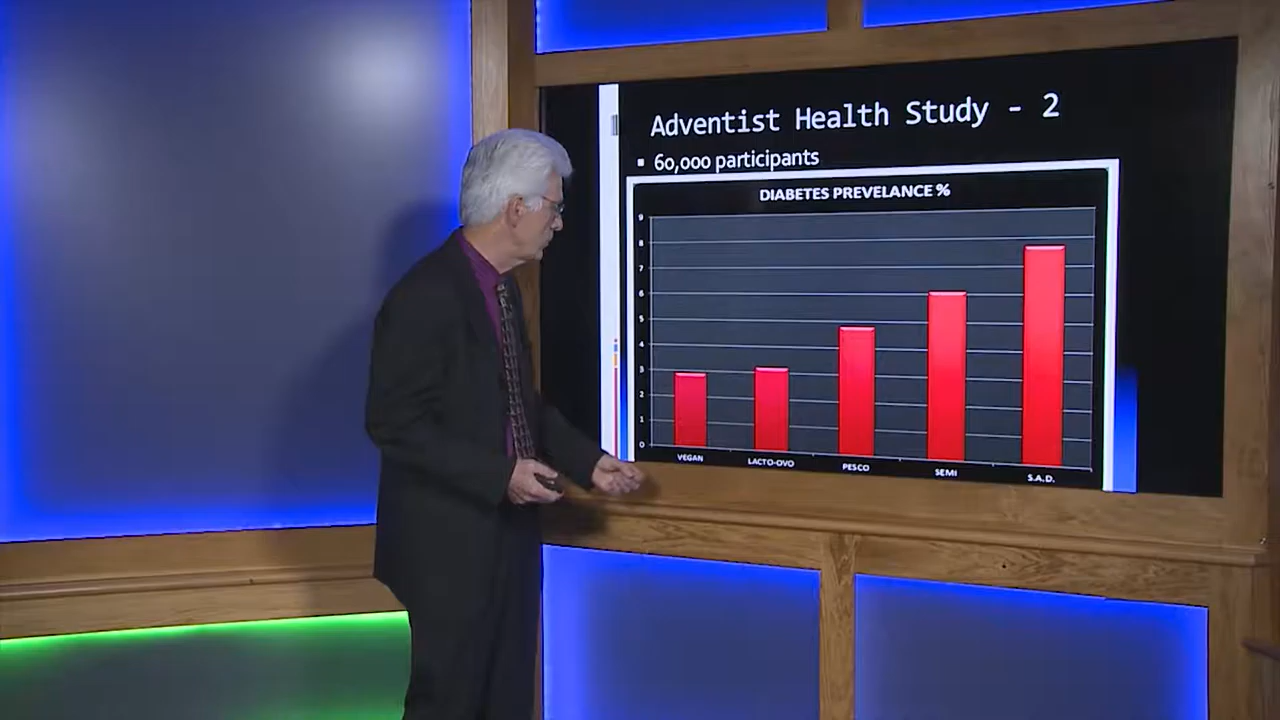 Adventist Health Study - 2
▪ 60,000 participants
DIABETES PREVELANCE %
9
8
7
6
5
4
3
2
1
0
VEGAN LACTO-OVO PESCO SEMI S.A.D.